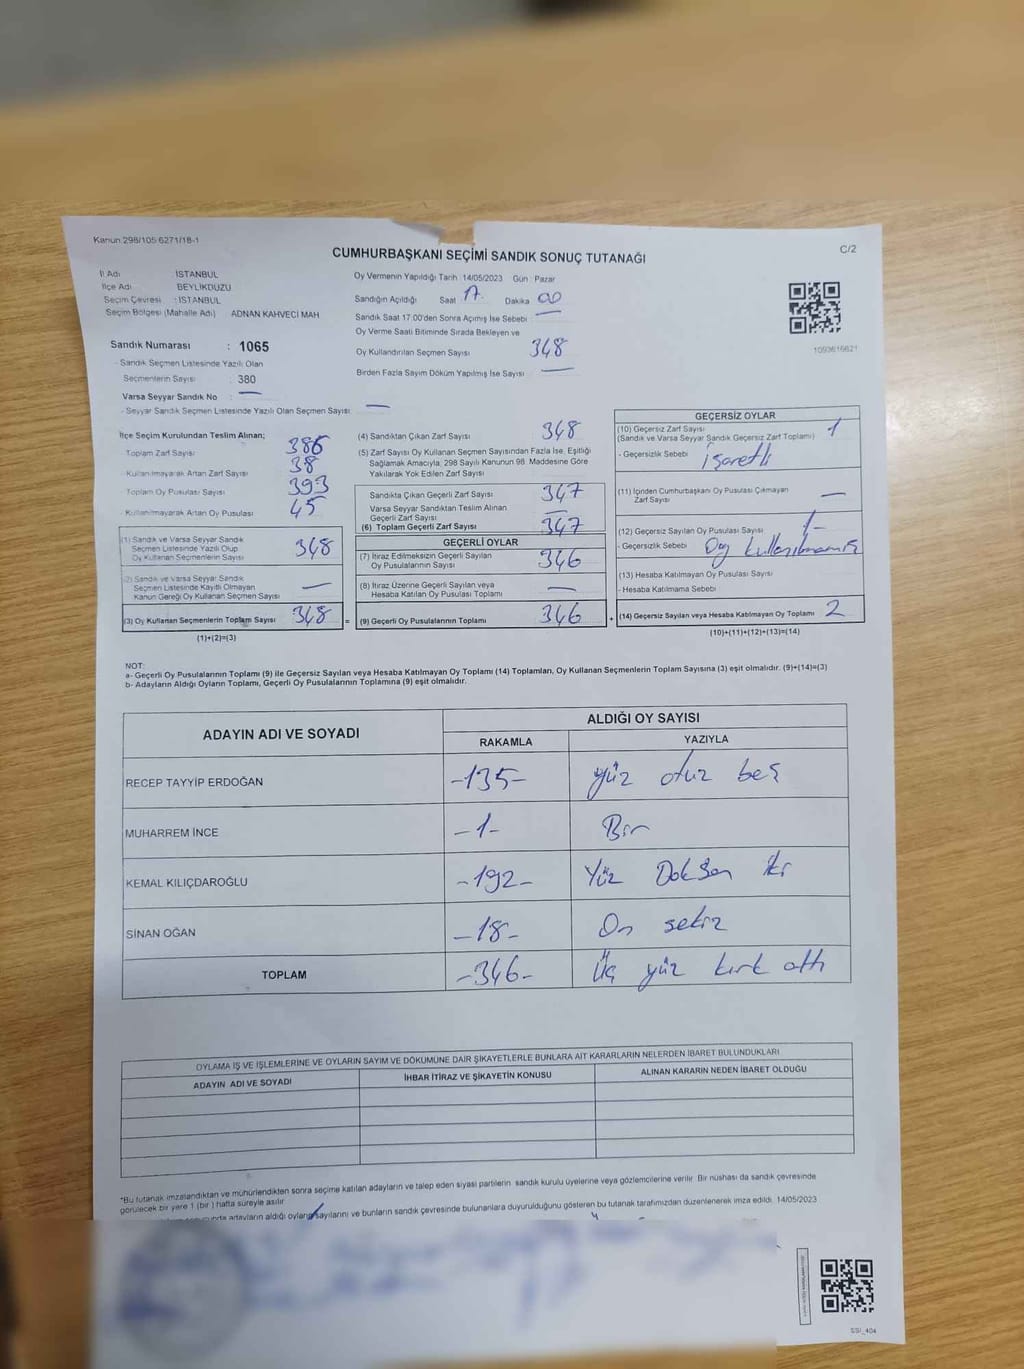 Kanun 298/105 6271/18-1
CUMHURBAŞKANI SEÇİMİ SANDIK SONUÇ TUTANAĞI
C/2
İl Adı İSTANBUL
İlçe Adı BEYLİKDÜZÜ
Seçim Çevresi : İSTANBUL
Seçim Bölgesi (Mahalle Adı) : ADNAN KAHVECİ MAH
Sandık Numarası : 1065
- Sandık Seçmen Listesinde Yazılı Olan
Seçmenlerin Sayısı : 380
Varsa Seyyar Sandık No : —
- Seyyar Sandık Seçmen Listesinde Yazılı Olan Seçmen Sayısı —
Oy Vermenin Yapıldığı Tarih 14/05/2023 Gün : Pazar
Sandığın Açıldığı Saat 17. Dakika 00
Sandık Saat 17.00'den Sonra Açımış İse Sebebi —
Oy Verme Saati Bitiminde Sırada Bekleyen ve
Oy Kullandırılan Seçmen Sayısı 348
Birden Fazla Sayım Döküm Yapılmış İse Sayısı —
1093616621
İlçe Seçim Kurulundan Teslim Alınan;
Toplam Zarf Sayısı 386
- Kullanılmayarak Artan Zarf Sayısı 38
Toplam Oy Pusulası Sayısı 393
- Kullanılmayarak Artan Oy Pusulası 45
(1) Sandık ve Varsa Seyyar Sandık
Seçmen Listesinde Yazılı Olup
Oy Kullanan Seçmenlerin Sayısı 348
(2) Sandık ve Varsa Seyyar Sandık
Seçmen Listesinde Kayıtlı Olmayan
Kanun Gereği Oy Kullanan Seçmen Sayısı —
(3) Oy Kullanan Seçmenlerin Toplam Sayısı 348 =
(1)+(2)=(3)
(4) Sandıktan Çıkan Zarf Sayısı 348
(5) Zarf Sayısı Oy Kullanan Seçmen Sayısından Fazla İse, Eşitliği
Sağlamak Amacıyla, 298 Sayılı Kanunun 98. Maddesine Göre
Yakılarak Yok Edilen Zarf Sayısı
Sandıkta Çıkan Geçerli Zarf Sayısı 347
Varsa Seyyar Sandıktan Teslim Alınan
Geçerli Zarf Sayısı —
(6) Toplam Geçerli Zarf Sayısı 347
GEÇERLİ OYLAR
(7) İtiraz Edilmeksizin Geçerli Sayılan
Oy Pusulalarının Sayısı 346
(8) İtiraz Üzerine Geçerli Sayılan veya
Hesaba Katılan Oy Pusulası Toplamı —
(9) Geçerli Oy Pusulalarının Toplamı 346 +
GEÇERSİZ OYLAR
(10) Geçersiz Zarf Sayısı 1
(Sandık ve Varsa Seyyar Sandık Geçersiz Zarf Toplamı)
- Geçersizlik Sebebi işaretli
(11) İçinden Cumhurbaşkanı Oy Pusulası Çıkmayan
Zarf Sayısı —
(12) Geçersiz Sayılan Oy Pusulası Sayısı 1-
- Geçersizlik Sebebi Oy kullanılmamış
(13) Hesaba Katılmayan Oy Pusulası Sayısı
- Hesaba Katılmama Sebebi
(14) Geçersiz Sayılan veya Hesaba Katılmayan Oy Toplamı 2
(10)+(11)+(12)+(13)=(14)
NOT:
a- Geçerli Oy Pusulalarının Toplamı (9) ile Geçersiz Sayılan veya Hesaba Katılmayan Oy Toplamı (14) Toplamları, Oy Kullanan Seçmenlerin Toplam Sayısına (3) eşit olmalıdır. (9)+(14)=(3)
b- Adayların Aldığı Oyların Toplamı, Geçerli Oy Pusulalarının Toplamına (9) eşit olmalıdır.
ADAYIN ADI VE SOYADI
ALDIĞI OY SAYISI
RAKAMLA YAZIYLA
RECEP TAYYİP ERDOĞAN -135- yüz otuz beş
MUHARREM İNCE -1- Bir
KEMAL KILIÇDAROĞLU -192- Yüz Doksan iki
SİNAN OĞAN -18- On sekiz
TOPLAM -346- Üç yüz kırk altı
OYLAMA İŞ VE İŞLEMLERİNE VE OYLARIN SAYIM VE DÖKÜMÜNE DAİR ŞİKAYETLERLE BUNLARA AİT KARARLARIN NELERDEN İBARET BULUNDUKLARI
ADAYIN ADI VE SOYADI İHBAR İTİRAZ VE ŞİKAYETİN KONUSU ALINAN KARARIN NEDEN İBARET OLDUĞU
*Bu tutanak imzalandıktan ve mühürlendikten sonra seçime katılan adayların ve talep eden siyasi partilerin sandık kurulu üyelerine veya gözlemcilerine verilir. Bir nüshası da sandık çevresinde
görülecek bir yere 1 (bir) hafta süreyle asılır
adayların aldığı oyların sayılarını ve bunların sandık çevresinde bulunanlara duyurulduğunu gösteren bu tutanak tarafımızdan düzenlenerek imza edildi. 14/05/2023
SSI_404